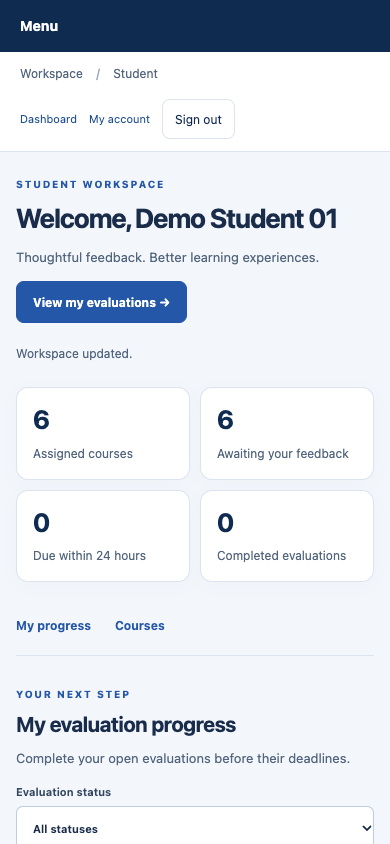 Menu
Workspace / Student
Dashboard My account Sign out
STUDENT WORKSPACE
Welcome, Demo Student 01
Thoughtful feedback. Better learning experiences.
View my evaluations →
Workspace updated.
6
Assigned courses
6
Awaiting your feedback
0
Due within 24 hours
0
Completed evaluations
My progress Courses
YOUR NEXT STEP
My evaluation progress
Complete your open evaluations before their deadlines.
Evaluation status
All statuses